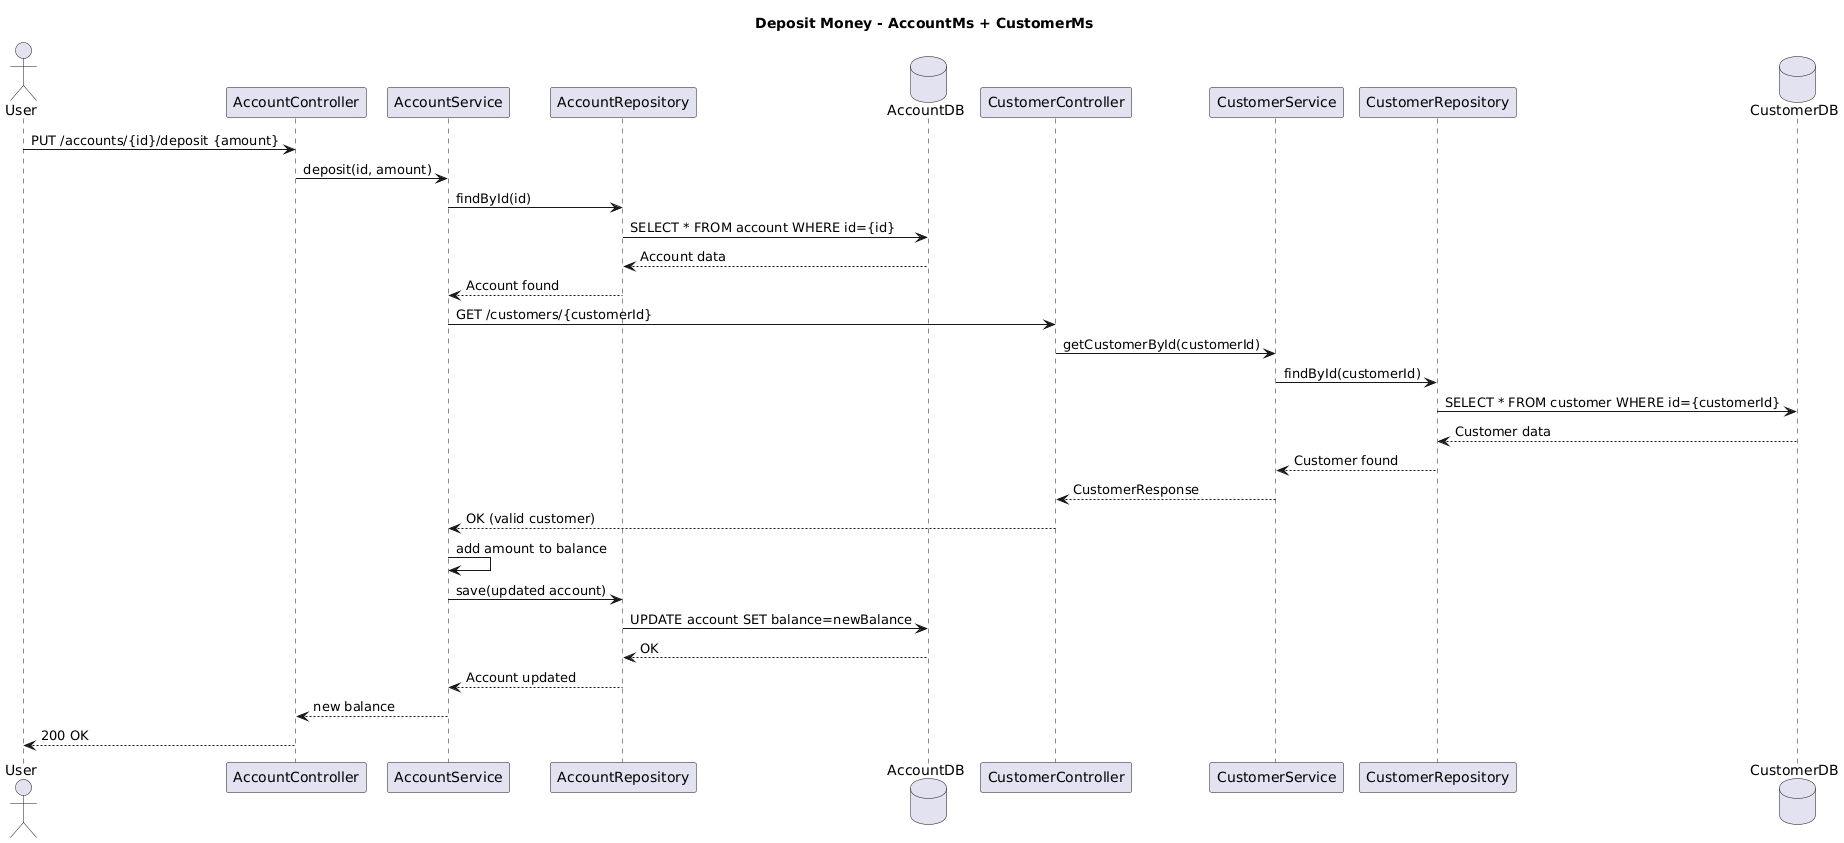 Deposit Money - AccountMs + CustomerMs
User
AccountController
AccountService
AccountRepository
AccountDB
CustomerController
CustomerService
CustomerRepository
CustomerDB
PUT /accounts/{id}/deposit {amount}
deposit(id, amount)
findById(id)
SELECT * FROM account WHERE id={id}
Account data
Account found
GET /customers/{customerId}
getCustomerById(customerId)
findById(customerId)
SELECT * FROM customer WHERE id={customerId}
Customer data
Customer found
CustomerResponse
OK (valid customer)
add amount to balance
save(updated account)
UPDATE account SET balance=newBalance
OK
Account updated
new balance
200 OK
User
AccountController
AccountService
AccountRepository
AccountDB
CustomerController
CustomerService
CustomerRepository
CustomerDB